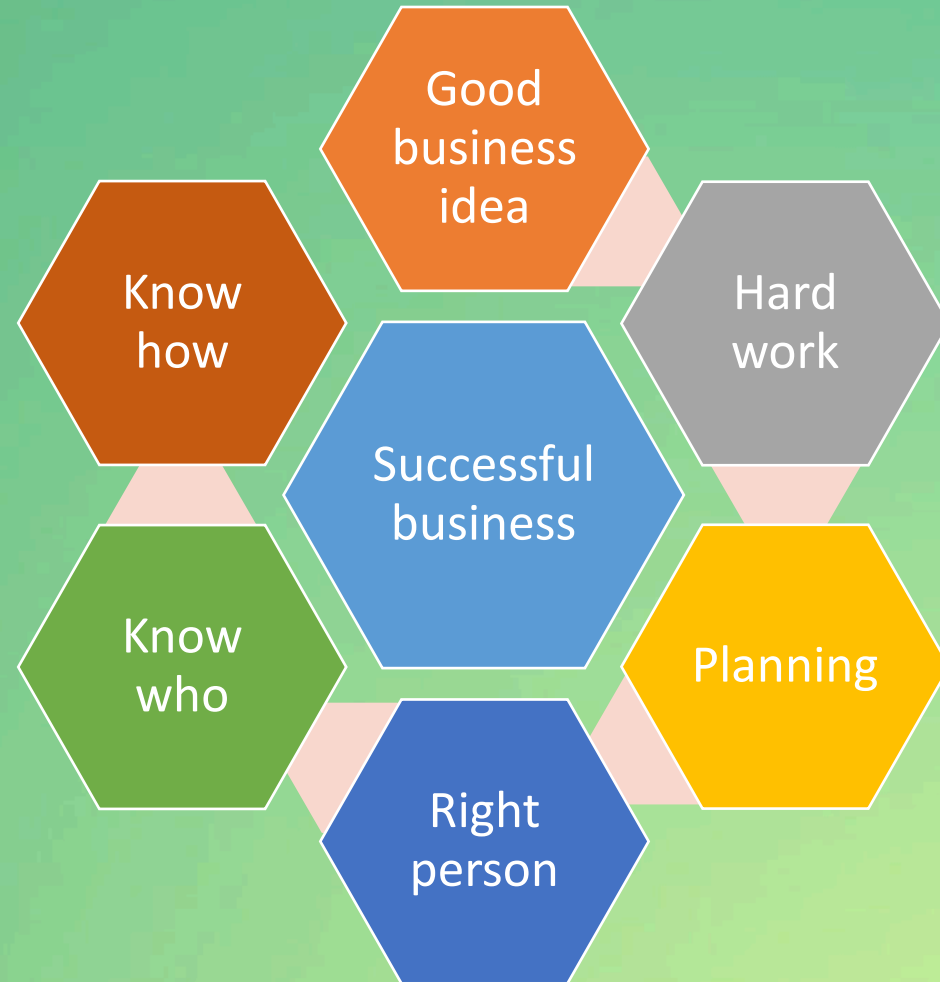 Good
business
idea
Hard
work
Planning
Right
person
Know
who
Know
how
Successful
business